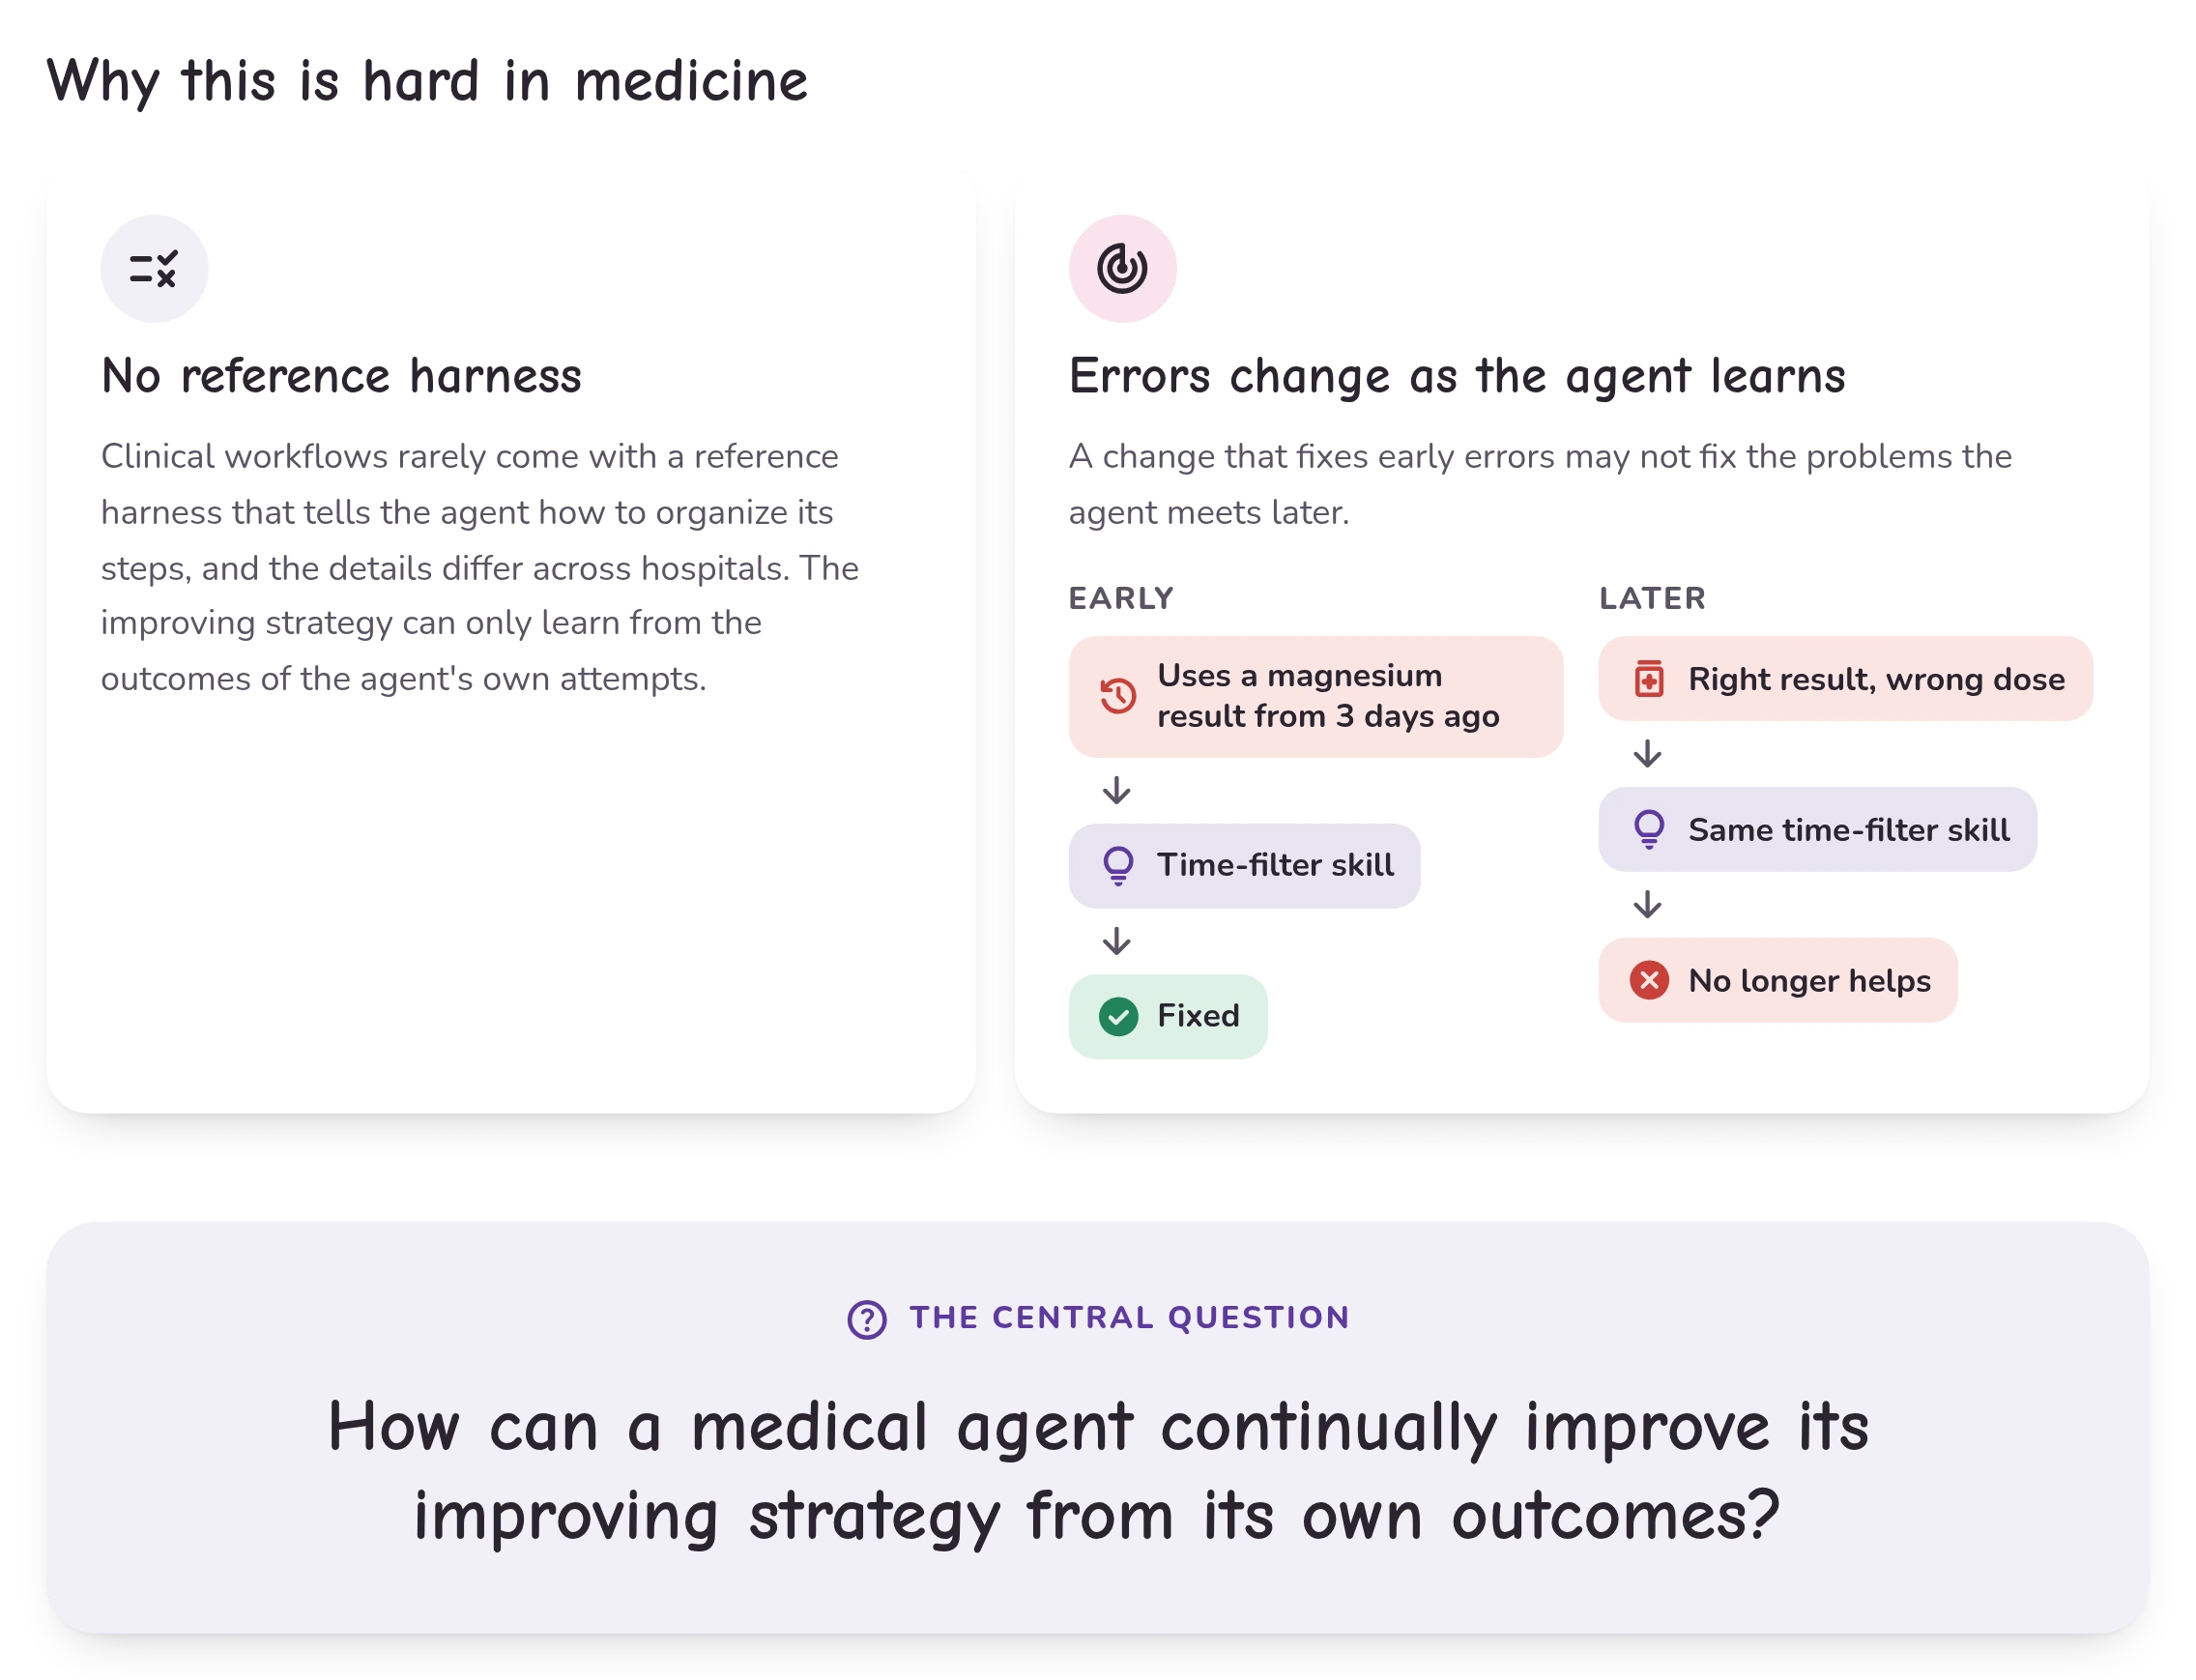 Why this is hard in medicine
No reference harness
Clinical workflows rarely come with a reference
harness that tells the agent how to organize its
steps, and the details differ across hospitals. The
improving strategy can only learn from the
outcomes of the agent's own attempts.
Errors change as the agent learns
A change that fixes early errors may not fix the problems the
agent meets later.
EARLY
Uses a magnesium
result from 3 days ago
Time-filter skill
Fixed
LATER
Right result, wrong dose
Same time-filter skill
No longer helps
THE CENTRAL QUESTION
How can a medical agent continually improve its
improving strategy from its own outcomes?